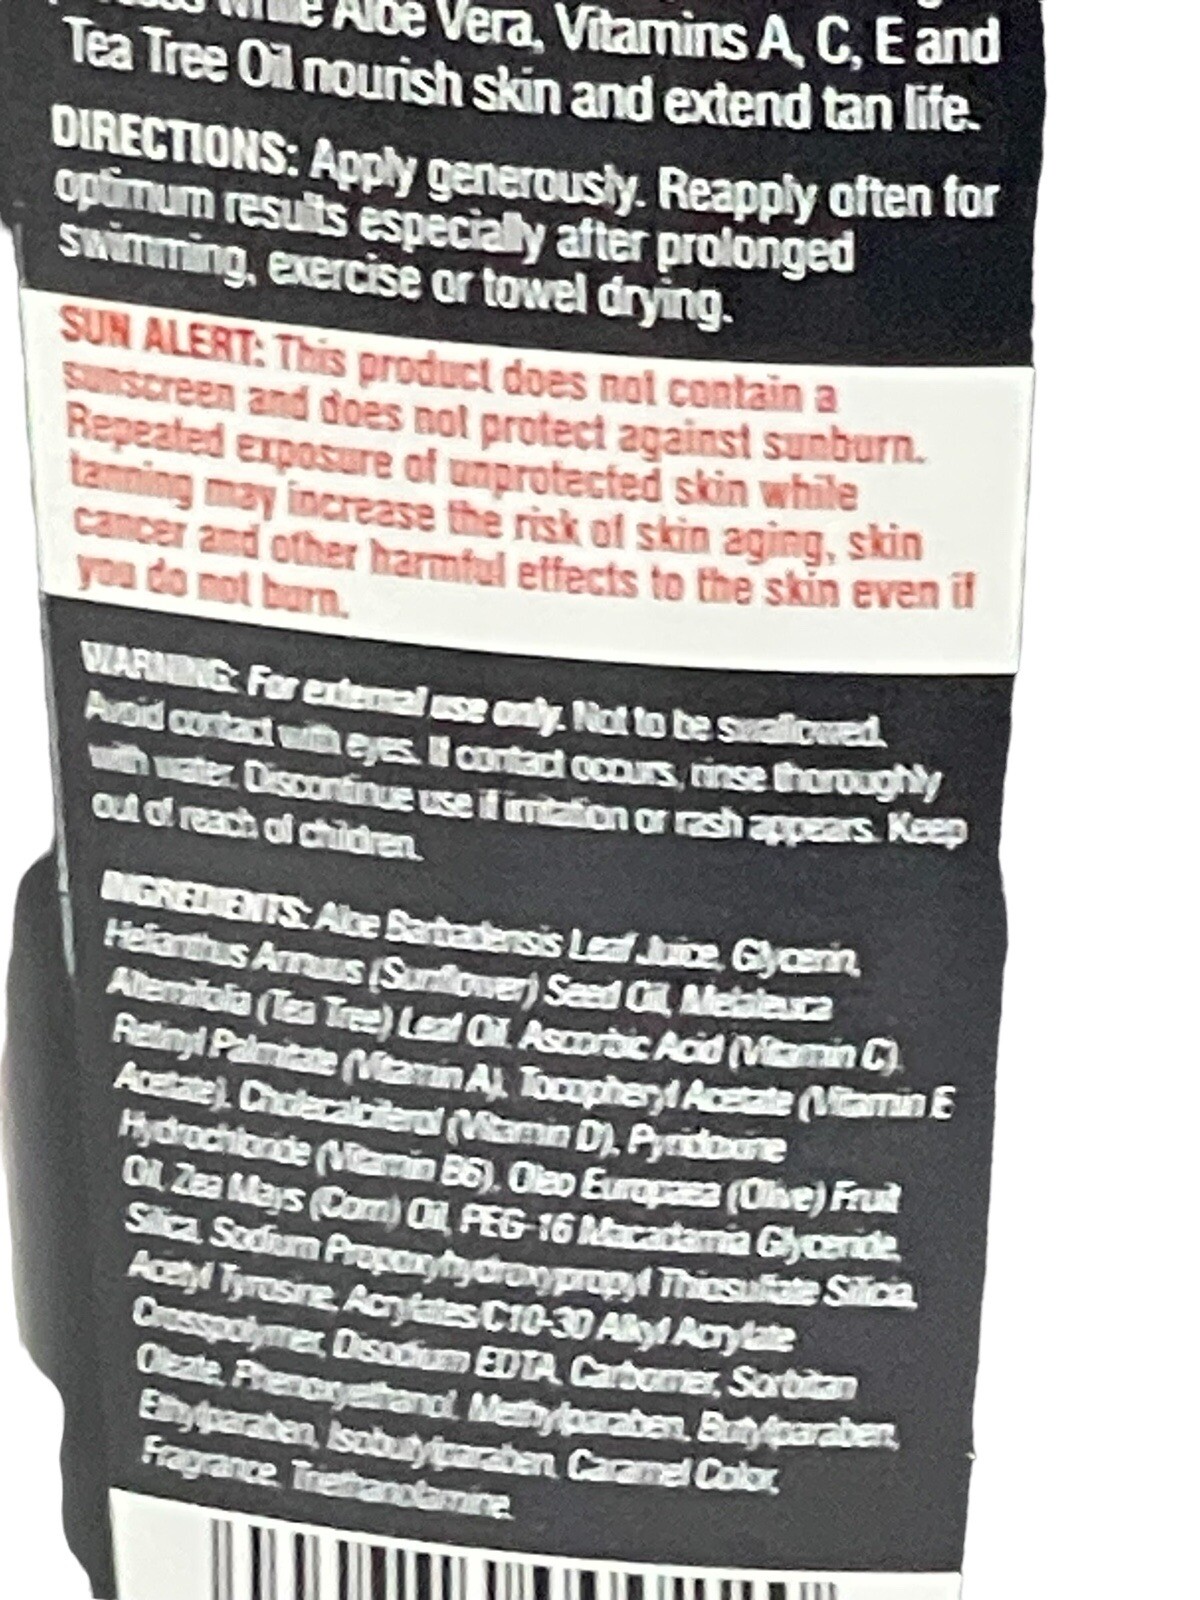 while Aloe Vera, Vitamins A, C, E and
Tea Tree Oil nourish skin and extend tan life.
DIRECTIONS: Apply generously. Reapply often for
optimum results especially after prolonged
swimming, exercise or towel drying.
SUN ALERT: This product does not contain a
sunscreen and does not protect against sunburn.
Repeated exposure of unprotected skin while
tanning may increase the risk of skin aging, skin
cancer and other harmful effects to the skin even if
you do not burn.
WARNING: For external use only. Not to be swallowed.
Avoid contact with eyes. If contact occurs, rinse thoroughly
with water. Discontinue use if irritation or rash appears. Keep
out of reach of children.
INGREDIENTS: Aloe Barbadensis Leaf Juice, Glycerin,
Helianthus Annuus (Sunflower) Seed Oil, Melaleuca
Alternifolia (Tea Tree) Leaf Oil, Ascorbic Acid (Vitamin C),
Retinyl Palmitate (Vitamin A), Tocopheryl Acetate (Vitamin E
Acetate), Cholecalciferol (Vitamin D), Pyridoxine
Hydrochloride (Vitamin B6), Oleo Europaea (Olive) Fruit
Oil, Zea Mays (Corn) Oil, PEG-16 Macadamia Glyceride,
Silica, Sodium Propoxyhydroxypropyl Thiosulfate Silica,
Acetyl Tyrosine, Acrylates/C10-30 Alkyl Acrylate
Crosspolymer, Disodium EDTA, Carbomer, Sorbitan
Oleate, Phenoxyethanol, Methylparaben, Butylparaben,
Ethylparaben, Isobutylparaben, Caramel Color,
Fragrance, Triethanolamine.